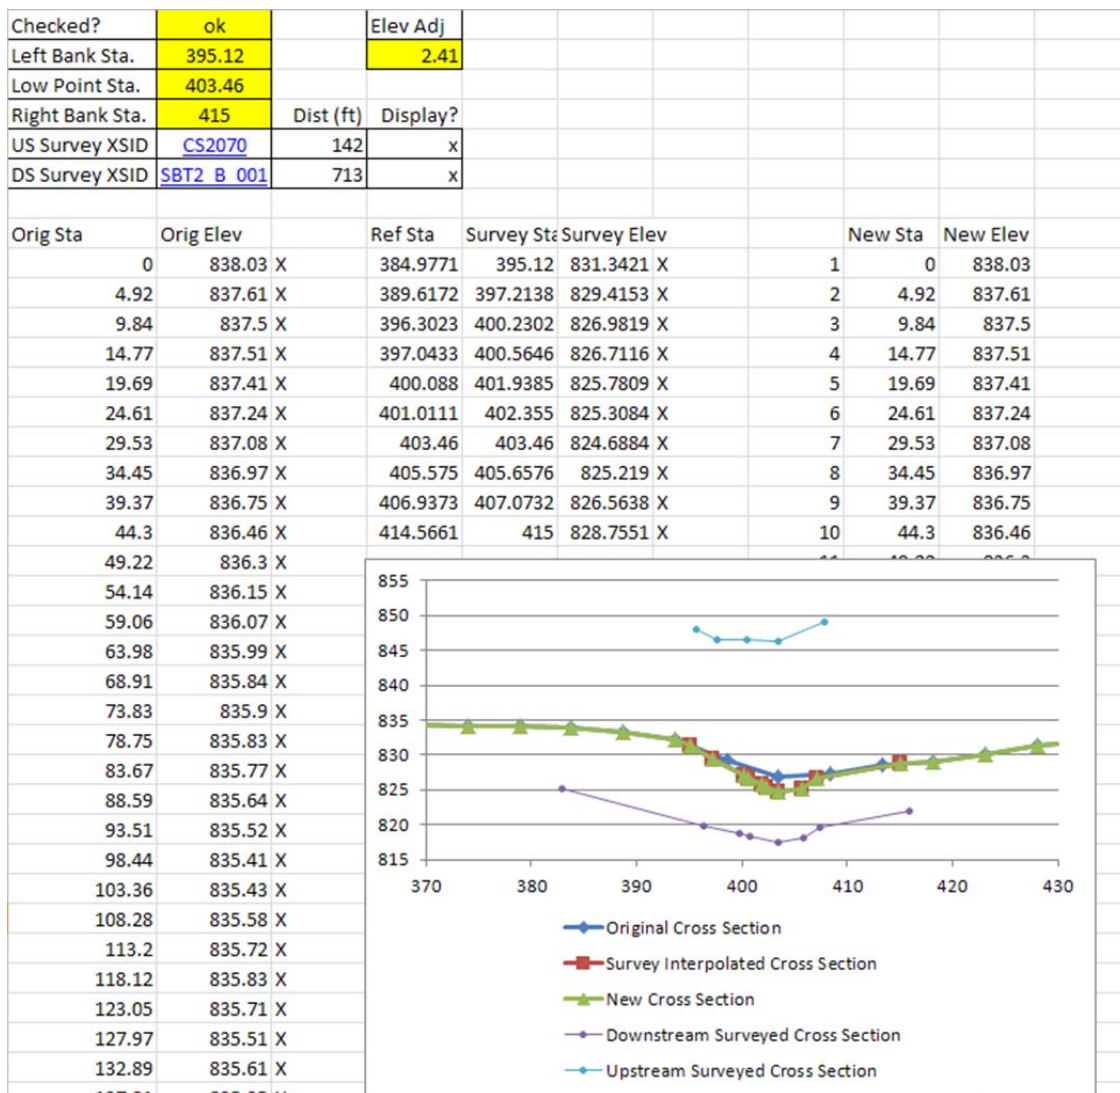 Checked? ok Elev Adj
Left Bank Sta. 395.12 2.41
Low Point Sta. 403.46
Right Bank Sta. 415 Dist (ft) Display?
US Survey XSID CS2070 142 x
DS Survey XSID SBT2_B_001 713 x
Orig Sta Orig Elev Ref Sta Survey Sta Survey Elev New Sta New Elev
0 838.03 X 384.9771 395.12 831.3421 X 1 0 838.03
4.92 837.61 X 389.6172 397.2138 829.4153 X 2 4.92 837.61
9.84 837.5 X 396.3023 400.2302 826.9819 X 3 9.84 837.5
14.77 837.51 X 397.0433 400.5646 826.7116 X 4 14.77 837.51
19.69 837.41 X 400.088 401.9385 825.7809 X 5 19.69 837.41
24.61 837.24 X 401.0111 402.355 825.3084 X 6 24.61 837.24
29.53 837.08 X 403.46 403.46 824.6884 X 7 29.53 837.08
34.45 836.97 X 405.575 405.6576 825.219 X 8 34.45 836.97
39.37 836.75 X 406.9373 407.0732 826.5638 X 9 39.37 836.75
44.3 836.46 X 414.5661 415 828.7551 X 10 44.3 836.46
49.22 836.3 X
54.14 836.15 X
59.06 836.07 X
63.98 835.99 X
68.91 835.84 X
73.83 835.9 X
78.75 835.83 X
83.67 835.77 X
88.59 835.64 X
93.51 835.52 X
98.44 835.41 X
103.36 835.43 X
108.28 835.58 X
113.2 835.72 X
118.12 835.83 X
123.05 835.71 X
127.97 835.51 X
132.89 835.61 X
855
850
845
840
835
830
825
820
815
370 380 390 400 410 420 430
Original Cross Section
Survey Interpolated Cross Section
New Cross Section
Downstream Surveyed Cross Section
Upstream Surveyed Cross Section